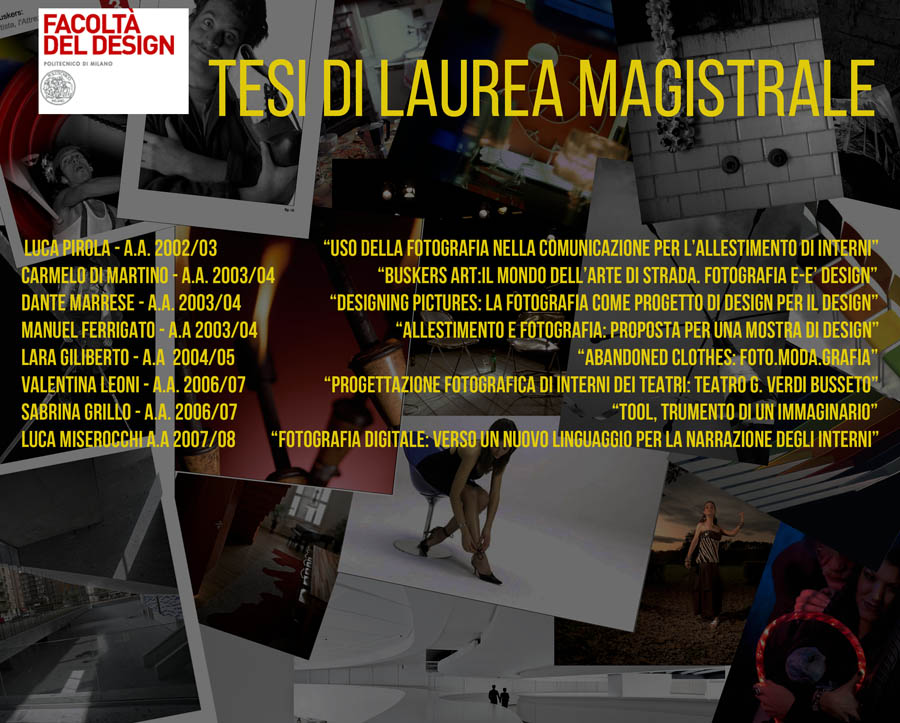 uskers:
FACOLTÀ
DEL DESIGN
POLITECNICO DI MILANO
TESI DI LAUREA MAGISTRALE
LUCA PIROLA - A.A. 2002/03 “USO DELLA FOTOGRAFIA NELLA COMUNICAZIONE PER L’ALLESTIMENTO DI INTERNI”
CARMELO DI MARTINO - A.A. 2003/04 “BUSKERS ART:IL MONDO DELL’ARTE DI STRADA. FOTOGRAFIA E-E’ DESIGN”
DANTE MARRESE - A.A. 2003/04 “DESIGNING PICTURES: LA FOTOGRAFIA COME PROGETTO DI DESIGN PER IL DESIGN”
MANUEL FERRIGATO - A.A 2003/04 “ALLESTIMENTO E FOTOGRAFIA: PROPOSTA PER UNA MOSTRA DI DESIGN”
LARA GILIBERTO - A.A 2004/05 “ABANDONED CLOTHES: FOTO.MODA.GRAFIA”
VALENTINA LEONI - A.A. 2006/07 “PROGETTAZIONE FOTOGRAFICA DI INTERNI DEI TEATRI: TEATRO G. VERDI BUSSETO”
SABRINA GRILLO - A.A. 2006/07 “TOOL, TRUMENTO DI UN IMMAGINARIO”
LUCA MISEROCCHI A.A 2007/08 “FOTOGRAFIA DIGITALE: VERSO UN NUOVO LINGUAGGIO PER LA NARRAZIONE DEGLI INTERNI”